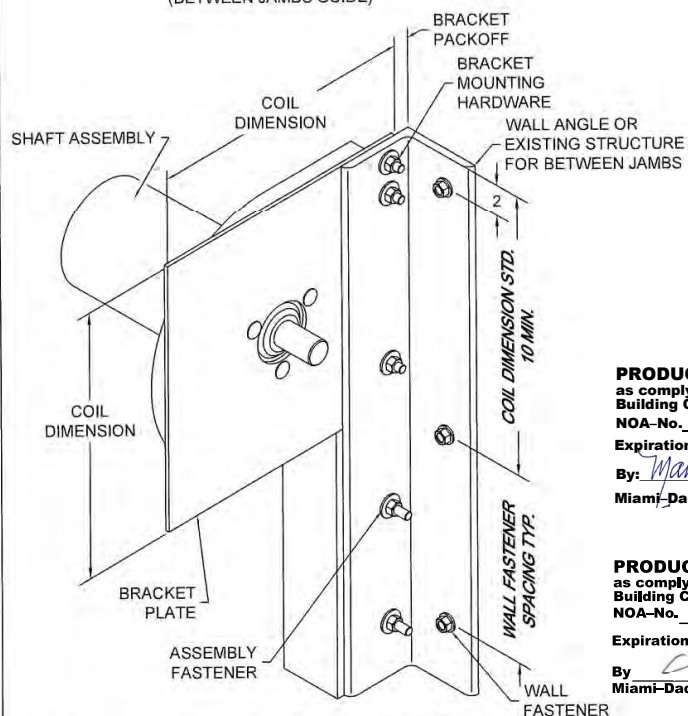 (BETWEEN JAMBS GUIDE)
BRACKET
PACKOFF
BRACKET
MOUNTING
HARDWARE
COIL
DIMENSION
SHAFT ASSEMBLY
WALL ANGLE OR
EXISTING STRUCTURE
FOR BETWEEN JAMBS
2
COIL DIMENSION STD.
10 MIN.
COIL
DIMENSION
WALL FASTENER
SPACING TYP.
BRACKET
PLATE
ASSEMBLY
FASTENER
WALL
FASTENER
PRODUC
as comply
Building C
NOA-No.
Expiration
By:
Miami-Da
PRODUC
as comply
Building C
NOA-No.
Expiration
By
Miami-Dad